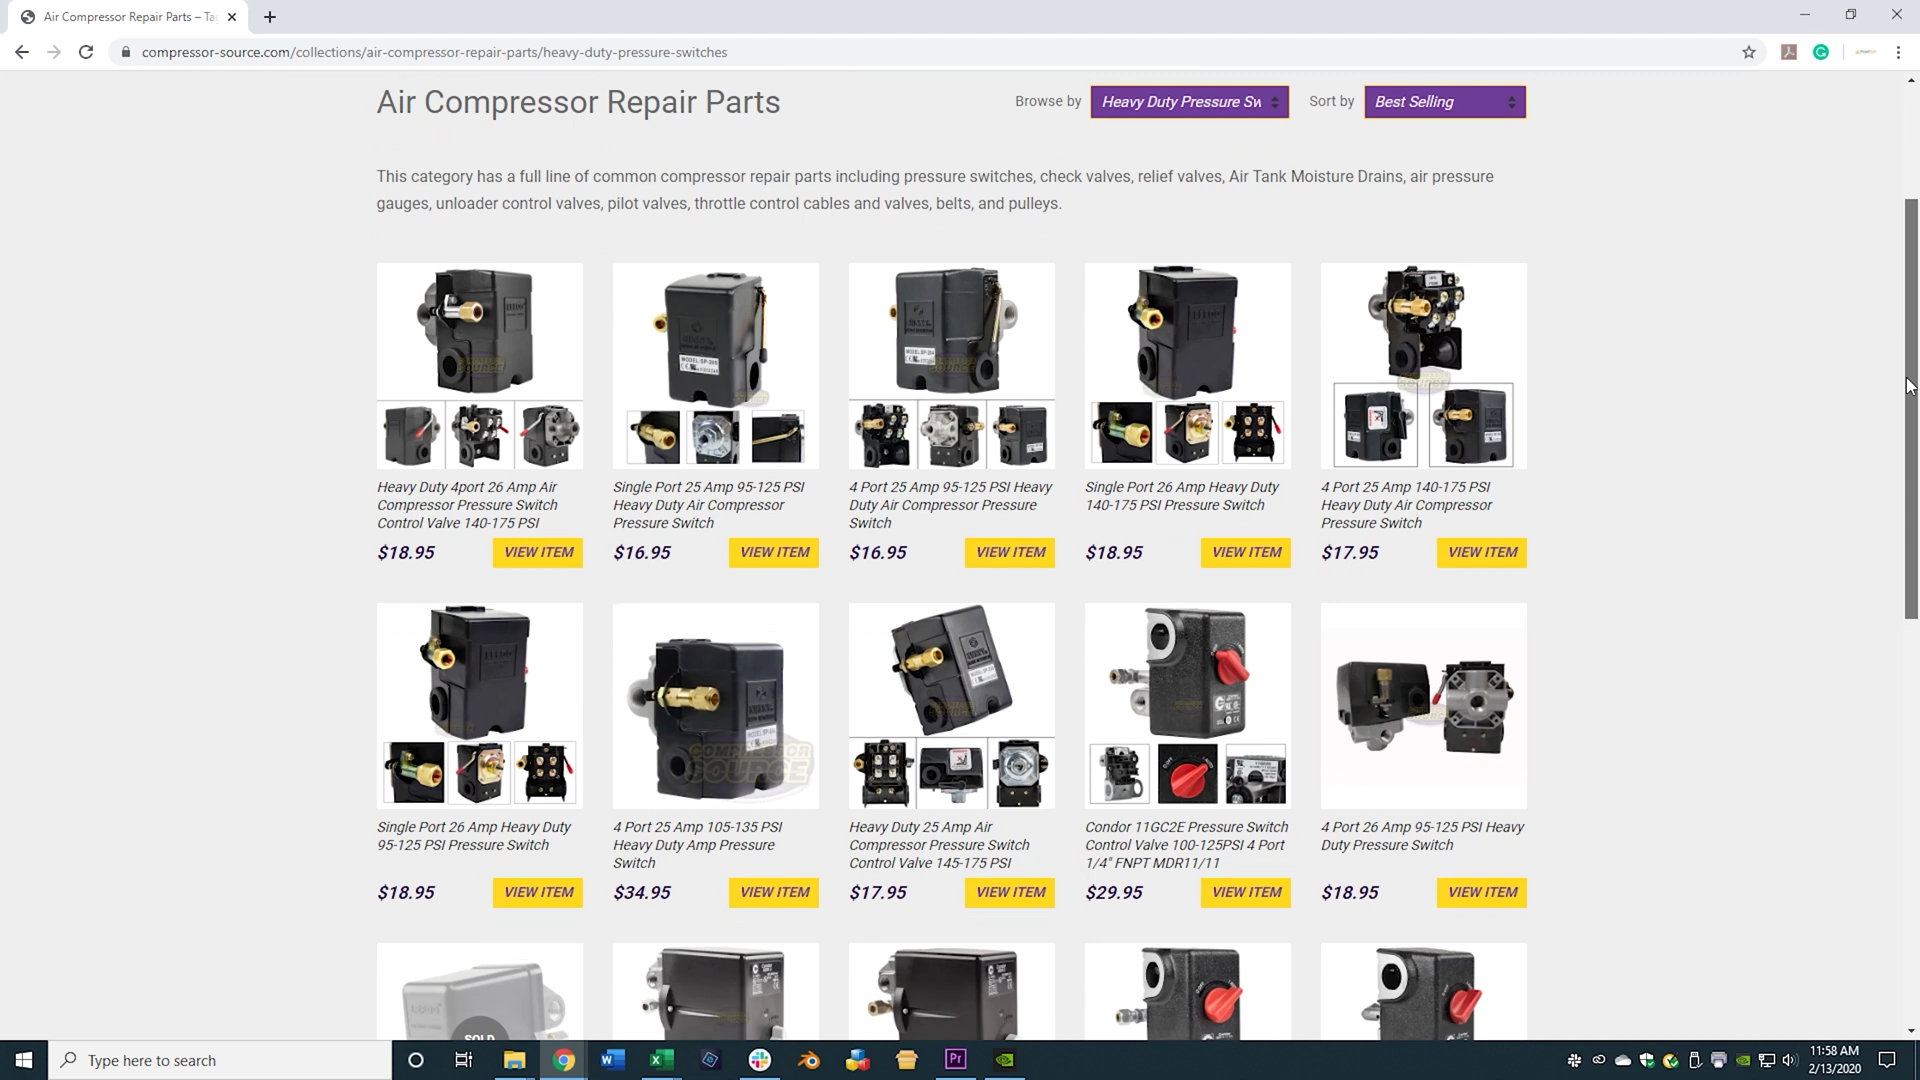 Air Compressor Repair Parts – Tag
compressor-source.com/collections/air-compressor-repair-parts/heavy-duty-pressure-switches
Air Compressor Repair Parts
Browse by
Heavy Duty Pressure Sw
Sort by
Best Selling
This category has a full line of common compressor repair parts including pressure switches, check valves, relief valves, Air Tank Moisture Drains, air pressure
gauges, unloader control valves, pilot valves, throttle control cables and valves, belts, and pulleys.
Heavy Duty 4port 26 Amp Air
Compressor Pressure Switch
Control Valve 140-175 PSI
$18.95
VIEW ITEM
Single Port 25 Amp 95-125 PSI
Heavy Duty Air Compressor
Pressure Switch
$16.95
VIEW ITEM
4 Port 25 Amp 95-125 PSI Heavy
Duty Air Compressor Pressure
Switch
$16.95
VIEW ITEM
Single Port 26 Amp Heavy Duty
140-175 PSI Pressure Switch
$18.95
VIEW ITEM
4 Port 25 Amp 140-175 PSI
Heavy Duty Air Compressor
Pressure Switch
$17.95
VIEW ITEM
Single Port 26 Amp Heavy Duty
95-125 PSI Pressure Switch
$18.95
VIEW ITEM
COMPRESSOR
SOURCE
4 Port 25 Amp 105-135 PSI
Heavy Duty Amp Pressure
Switch
$34.95
VIEW ITEM
Heavy Duty 25 Amp Air
Compressor Pressure Switch
Control Valve 145-175 PSI
$17.95
VIEW ITEM
Condor 11GC2E Pressure Switch
Control Valve 100-125PSI 4 Port
1/4" FNPT MDR11/11
$29.95
VIEW ITEM
4 Port 26 Amp 95-125 PSI Heavy
Duty Pressure Switch
$18.95
VIEW ITEM
SOLD
Type here to search
11:58 AM
2/13/2020